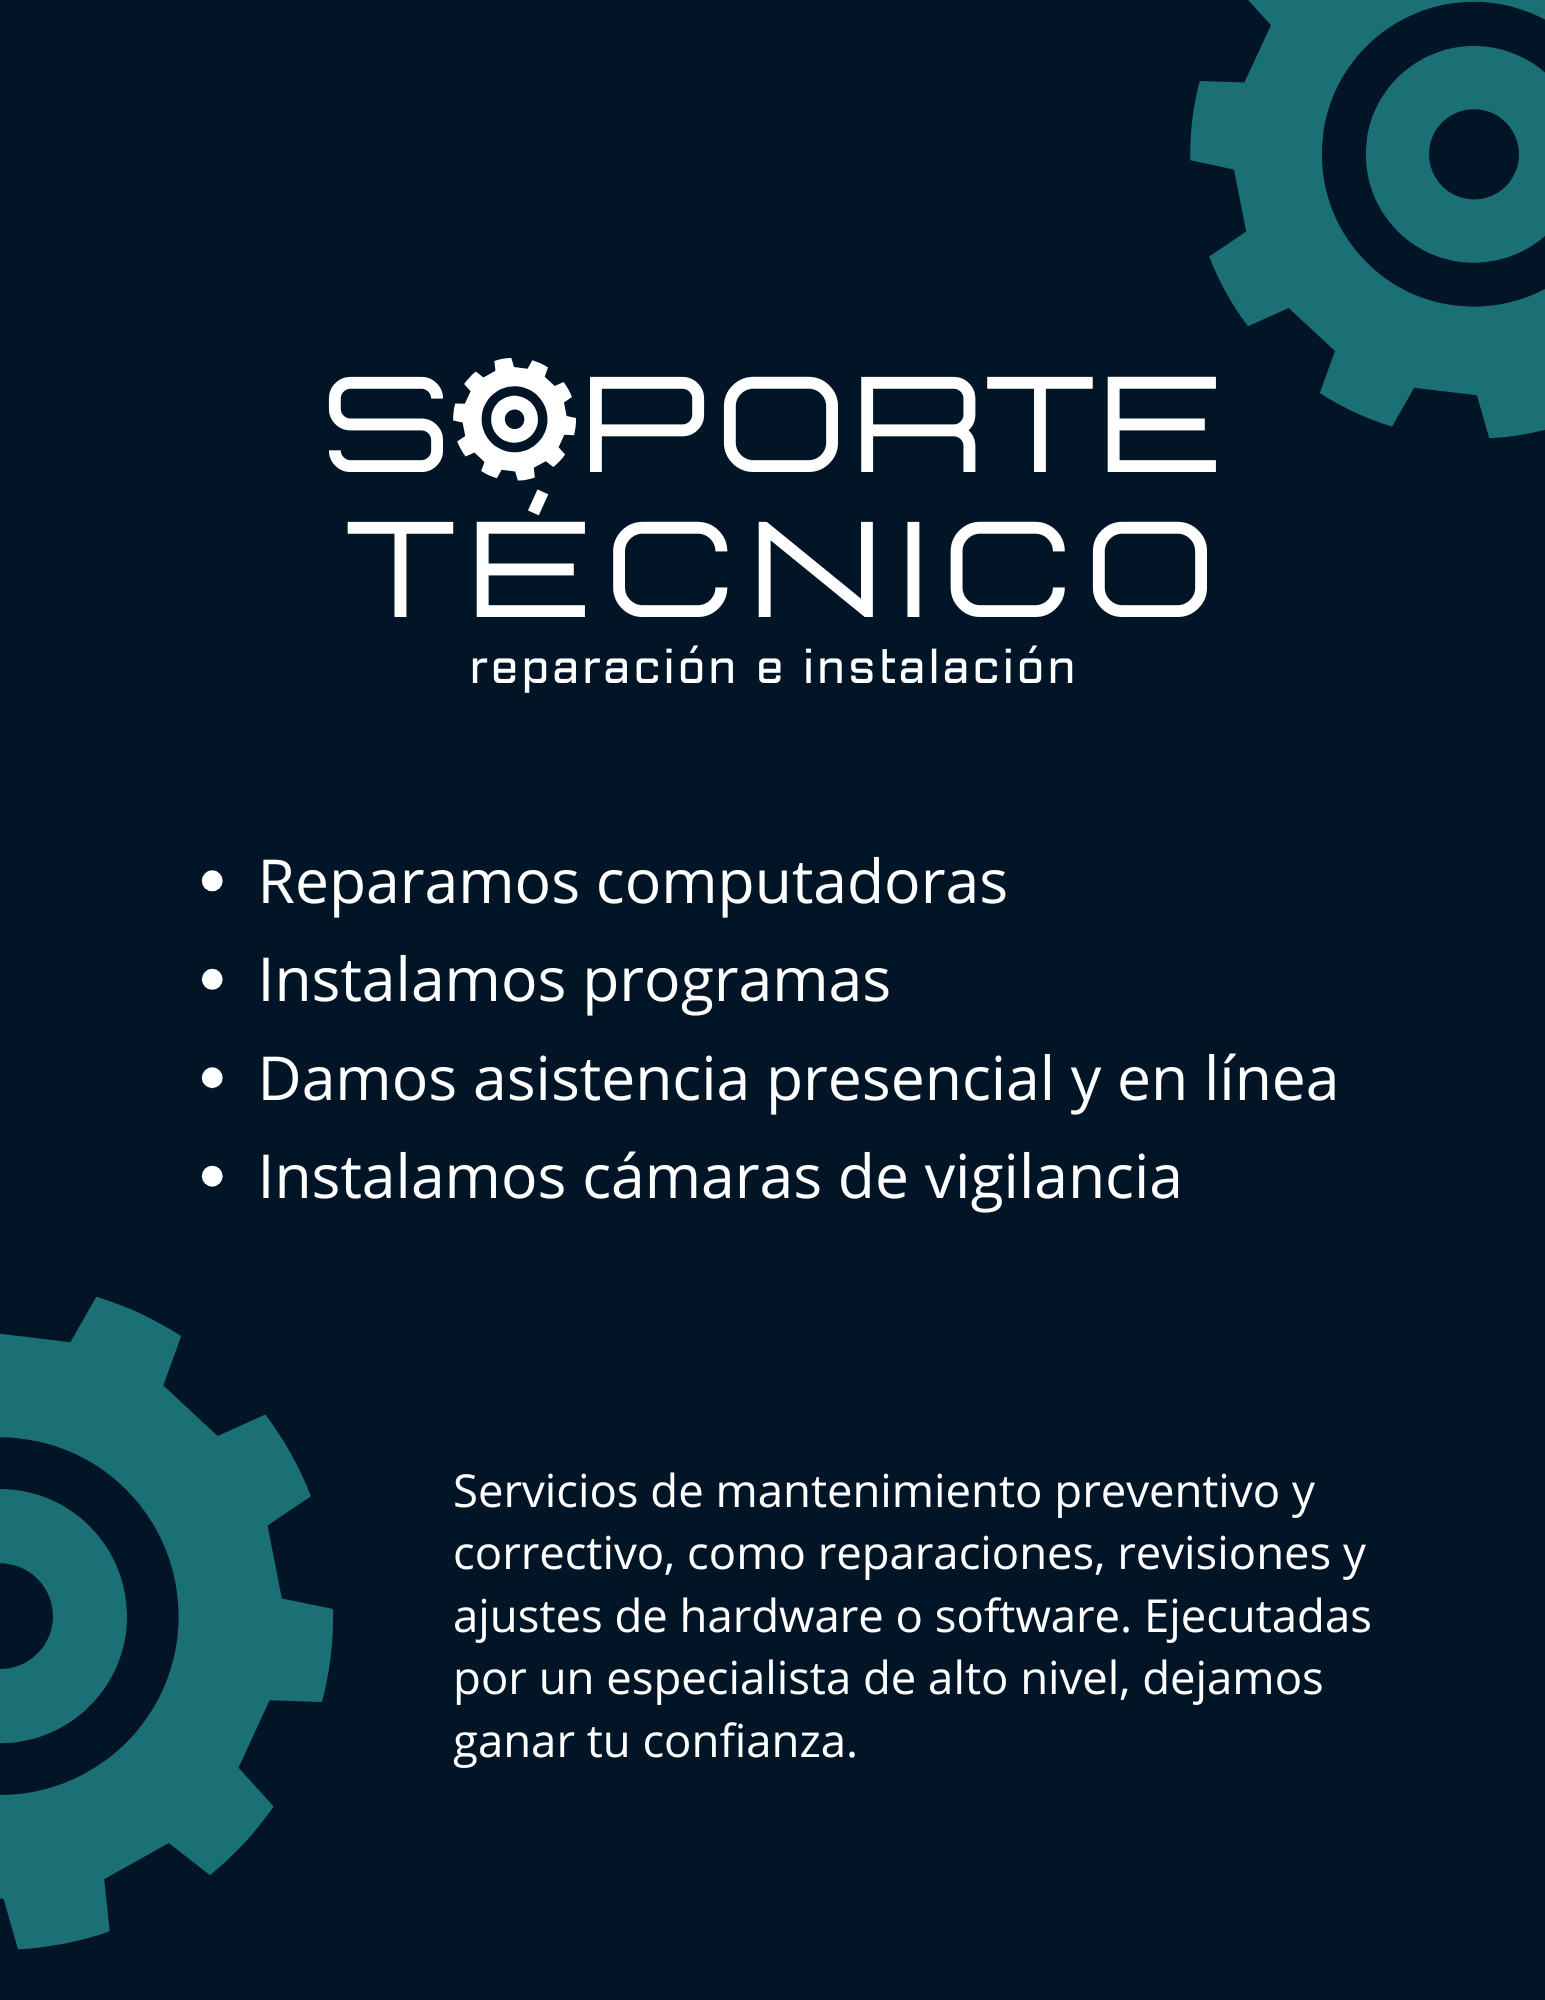 SOPORTE
TÉCNICO
reparación e instalación
• Reparamos computadoras
• Instalamos programas
• Damos asistencia presencial y en línea
• Instalamos cámaras de vigilancia
Servicios de mantenimiento preventivo y
correctivo, como reparaciones, revisiones y
ajustes de hardware o software. Ejecutadas
por un especialista de alto nivel, dejamos
ganar tu confianza.